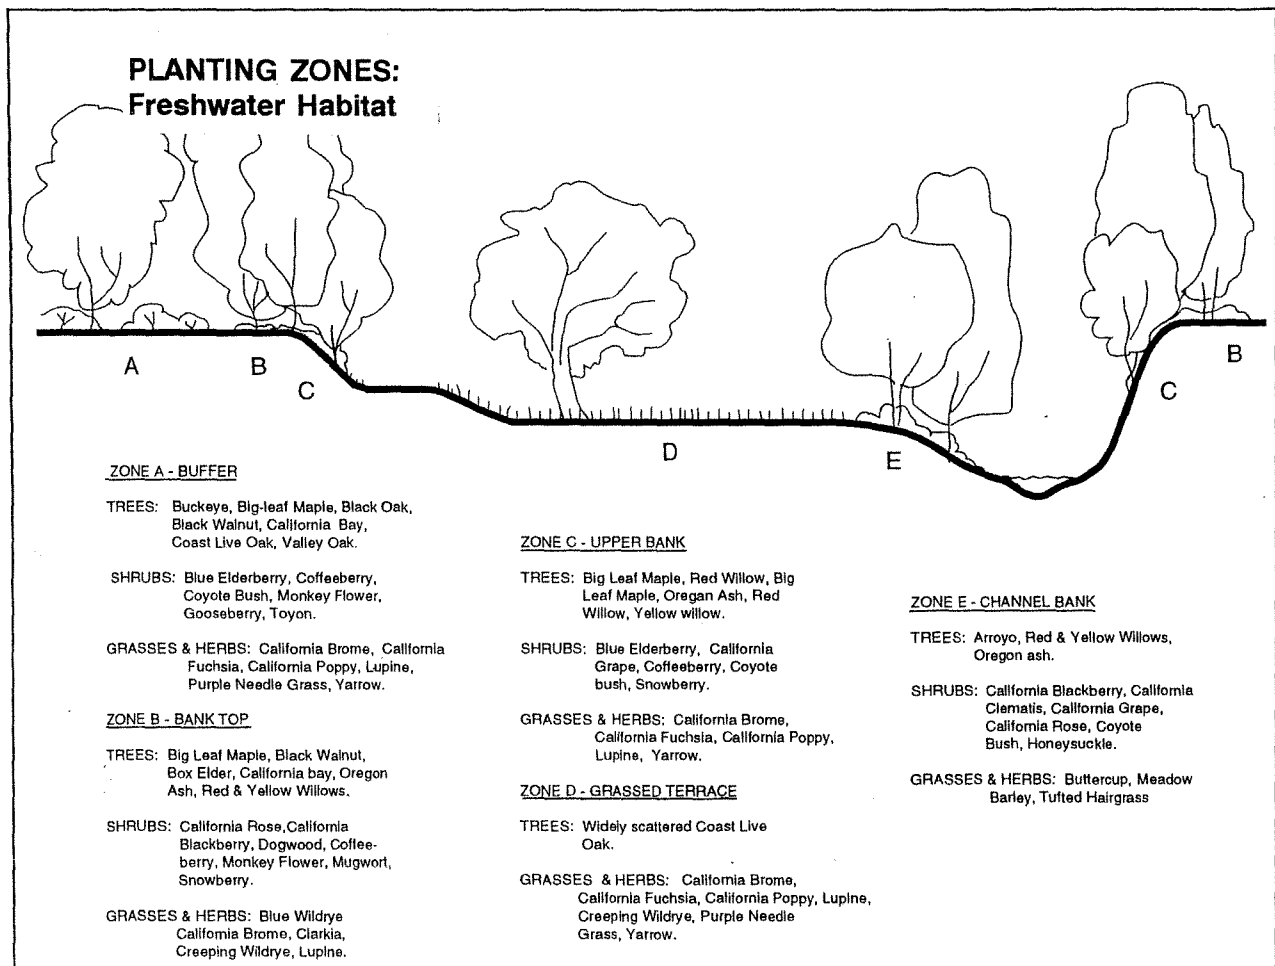 PLANTING ZONES:
Freshwater Habitat
A
B
C
D
E
C
B
ZONE A - BUFFER
TREES: Buckeye, Big-leaf Maple, Black Oak,
Black Walnut, California Bay,
Coast Live Oak, Valley Oak.
SHRUBS: Blue Elderberry, Coffeeberry,
Coyote Bush, Monkey Flower,
Gooseberry, Toyon.
GRASSES & HERBS: California Brome, California
Fuchsia, California Poppy, Lupine,
Purple Needle Grass, Yarrow.
ZONE B - BANK TOP
TREES: Big Leaf Maple, Black Walnut,
Box Elder, California bay, Oregon
Ash, Red & Yellow Willows.
SHRUBS: California Rose, California
Blackberry, Dogwood, Coffee-
berry, Monkey Flower, Mugwort,
Snowberry.
GRASSES & HERBS: Blue Wildrye
California Brome, Clarkia,
Creeping Wildrye, Lupine.
ZONE C - UPPER BANK
TREES: Big Leaf Maple, Red Willow, Big
Leaf Maple, Oregan Ash, Red
Willow, Yellow willow.
SHRUBS: Blue Elderberry, California
Grape, Coffeeberry, Coyote
bush, Snowberry.
GRASSES & HERBS: California Brome,
California Fuchsia, California Poppy,
Lupine, Yarrow.
ZONE D - GRASSED TERRACE
TREES: Widely scattered Coast Live
Oak.
GRASSES & HERBS: California Brome,
California Fuchsia, California Poppy, Lupine,
Creeping Wildrye, Purple Needle
Grass, Yarrow.
ZONE E - CHANNEL BANK
TREES: Arroyo, Red & Yellow Willows,
Oregon ash.
SHRUBS: California Blackberry, California
Clematis, California Grape,
California Rose, Coyote
Bush, Honeysuckle.
GRASSES & HERBS: Buttercup, Meadow
Barley, Tufted Hairgrass